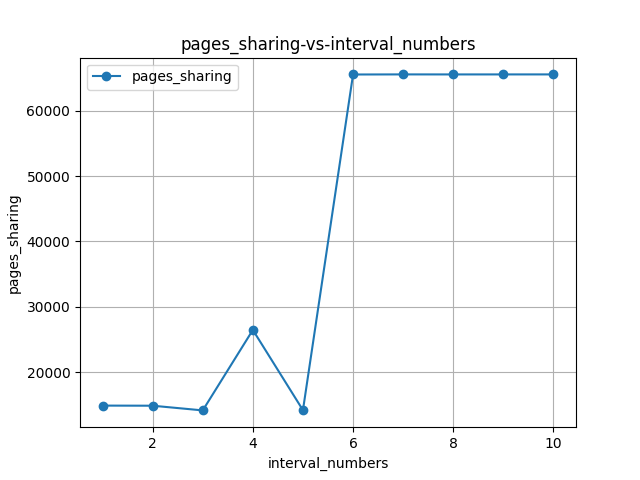 pages_sharing-vs-interval_numbers
pages_sharing
60000
50000
40000
30000
20000
pages_sharing
2
4
6
8
10
interval_numbers